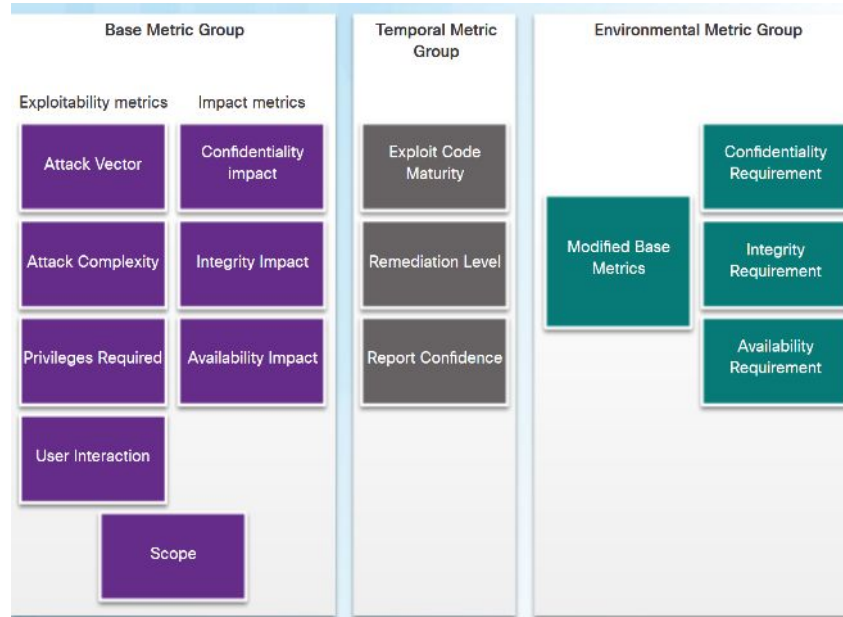 Base Metric Group
Exploitability metrics
Impact metrics
Attack Vector
Confidentiality
impact
Attack Complexity
Integrity Impact
Privileges Required
Availability Impact
User Interaction
Scope
Temporal Metric
Group
Exploit Code
Maturity
Remediation Level
Report Confidence
Environmental Metric Group
Modified Base
Metrics
Confidentiality
Requirement
Integrity
Requirement
Availability
Requirement